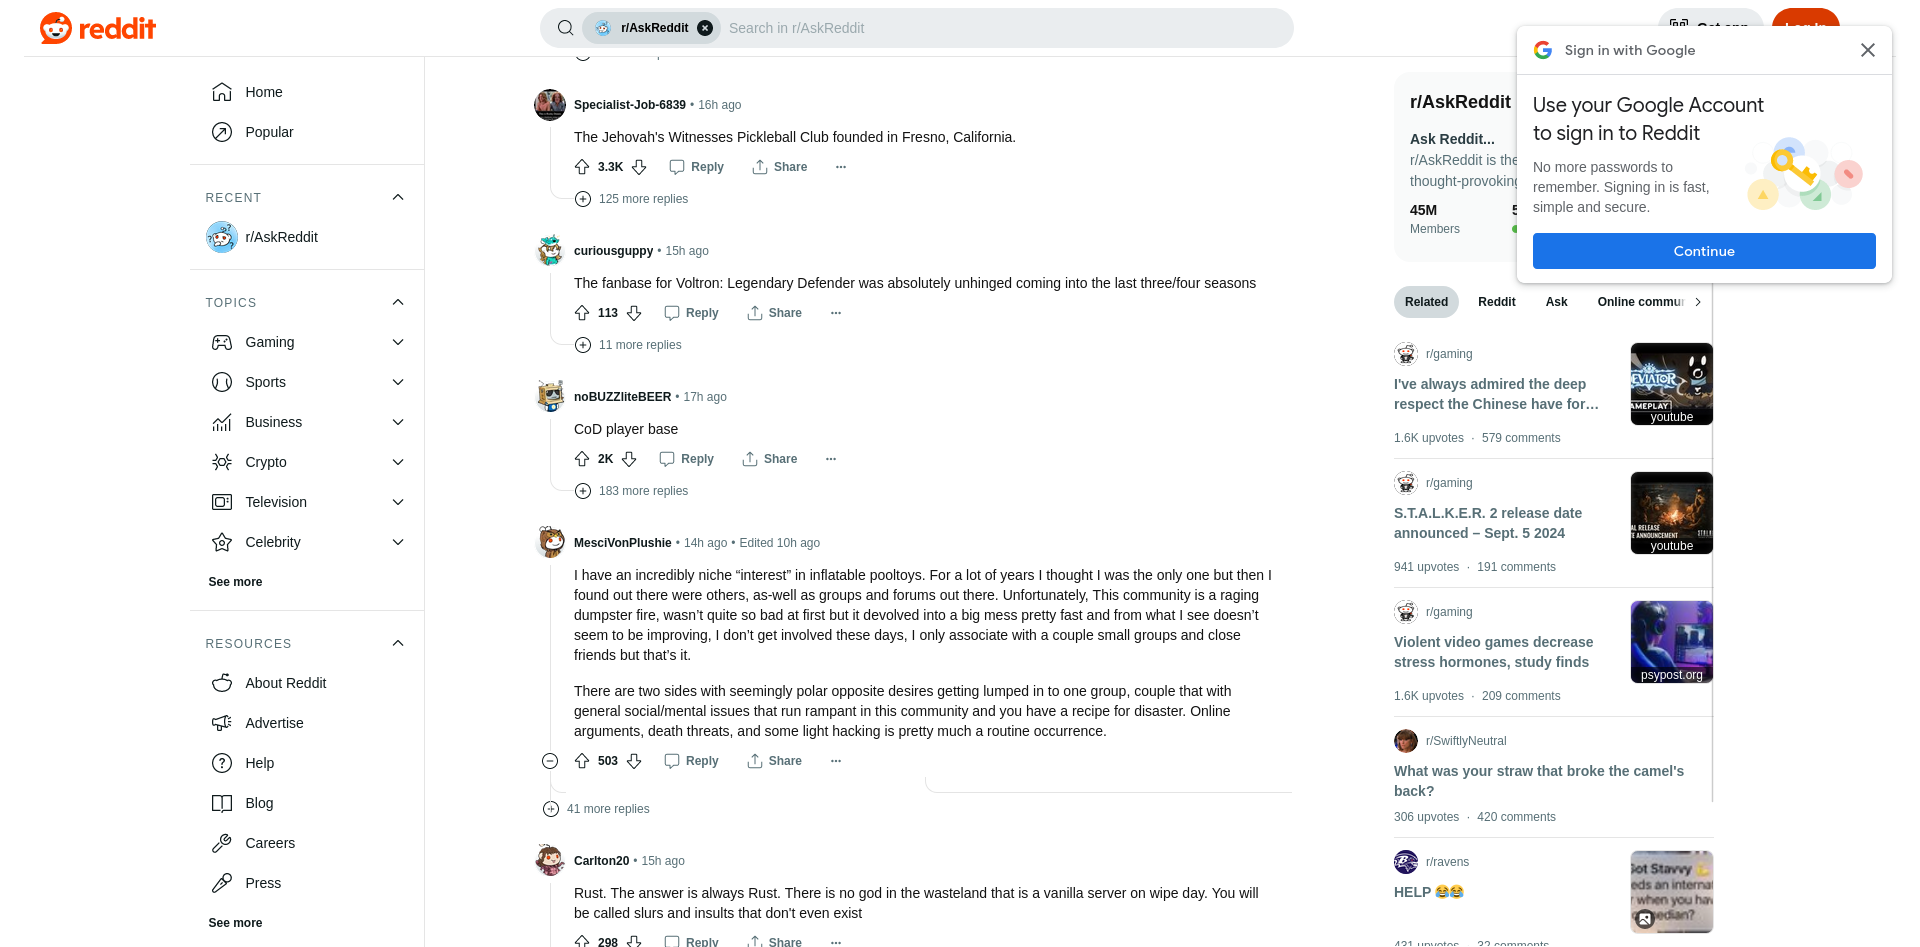 reddit
r/AskReddit
Search in r/AskReddit
Sign in with Google
Use your Google Account
to sign in to Reddit
No more passwords to
remember. Signing in is fast,
simple and secure.
Continue
Home
Popular
RECENT
r/AskReddit
TOPICS
Gaming
Sports
Business
Crypto
Television
Celebrity
See more
RESOURCES
About Reddit
Advertise
Help
Blog
Careers
Press
See more
Specialist-Job-6839 • 16h ago
The Jehovah's Witnesses Pickleball Club founded in Fresno, California.
3.3K Reply Share ...
125 more replies
curiousguppy • 15h ago
The fanbase for Voltron: Legendary Defender was absolutely unhinged coming into the last three/four seasons
113 Reply Share ...
11 more replies
noBUZZliteBEER • 17h ago
CoD player base
2K Reply Share ...
183 more replies
MesciVonPlushie • 14h ago • Edited 10h ago
I have an incredibly niche “interest” in inflatable pooltoys. For a lot of years I thought I was the only one but then I
found out there were others, as-well as groups and forums out there. Unfortunately, This community is a raging
dumpster fire, wasn’t quite so bad at first but it devolved into a big mess pretty fast and from what I see doesn’t
seem to be improving, I don’t get involved these days, I only associate with a couple small groups and close
friends but that’s it.
There are two sides with seemingly polar opposite desires getting lumped in to one group, couple that with
general social/mental issues that run rampant in this community and you have a recipe for disaster. Online
arguments, death threats, and some light hacking is pretty much a routine occurrence.
503 Reply Share ...
41 more replies
Carlton20 • 15h ago
Rust. The answer is always Rust. There is no god in the wasteland that is a vanilla server on wipe day. You will
be called slurs and insults that don't even exist
298 Reply Share ...
r/AskReddit
Ask Reddit...
r/AskReddit is the
thought-provoking
45M
Members
Related Reddit Ask Online commun
r/gaming
I've always admired the deep
respect the Chinese have for…
1.6K upvotes · 579 comments
GAMEPLAY
youtube
r/gaming
S.T.A.L.K.E.R. 2 release date
announced – Sept. 5 2024
941 upvotes · 191 comments
youtube
r/gaming
Violent video games decrease
stress hormones, study finds
1.6K upvotes · 209 comments
psypost.org
r/SwiftlyNeutral
What was your straw that broke the camel's
back?
306 upvotes · 420 comments
r/ravens
HELP 😂😂
Got Stavvy
431 upvotes · 32 comments